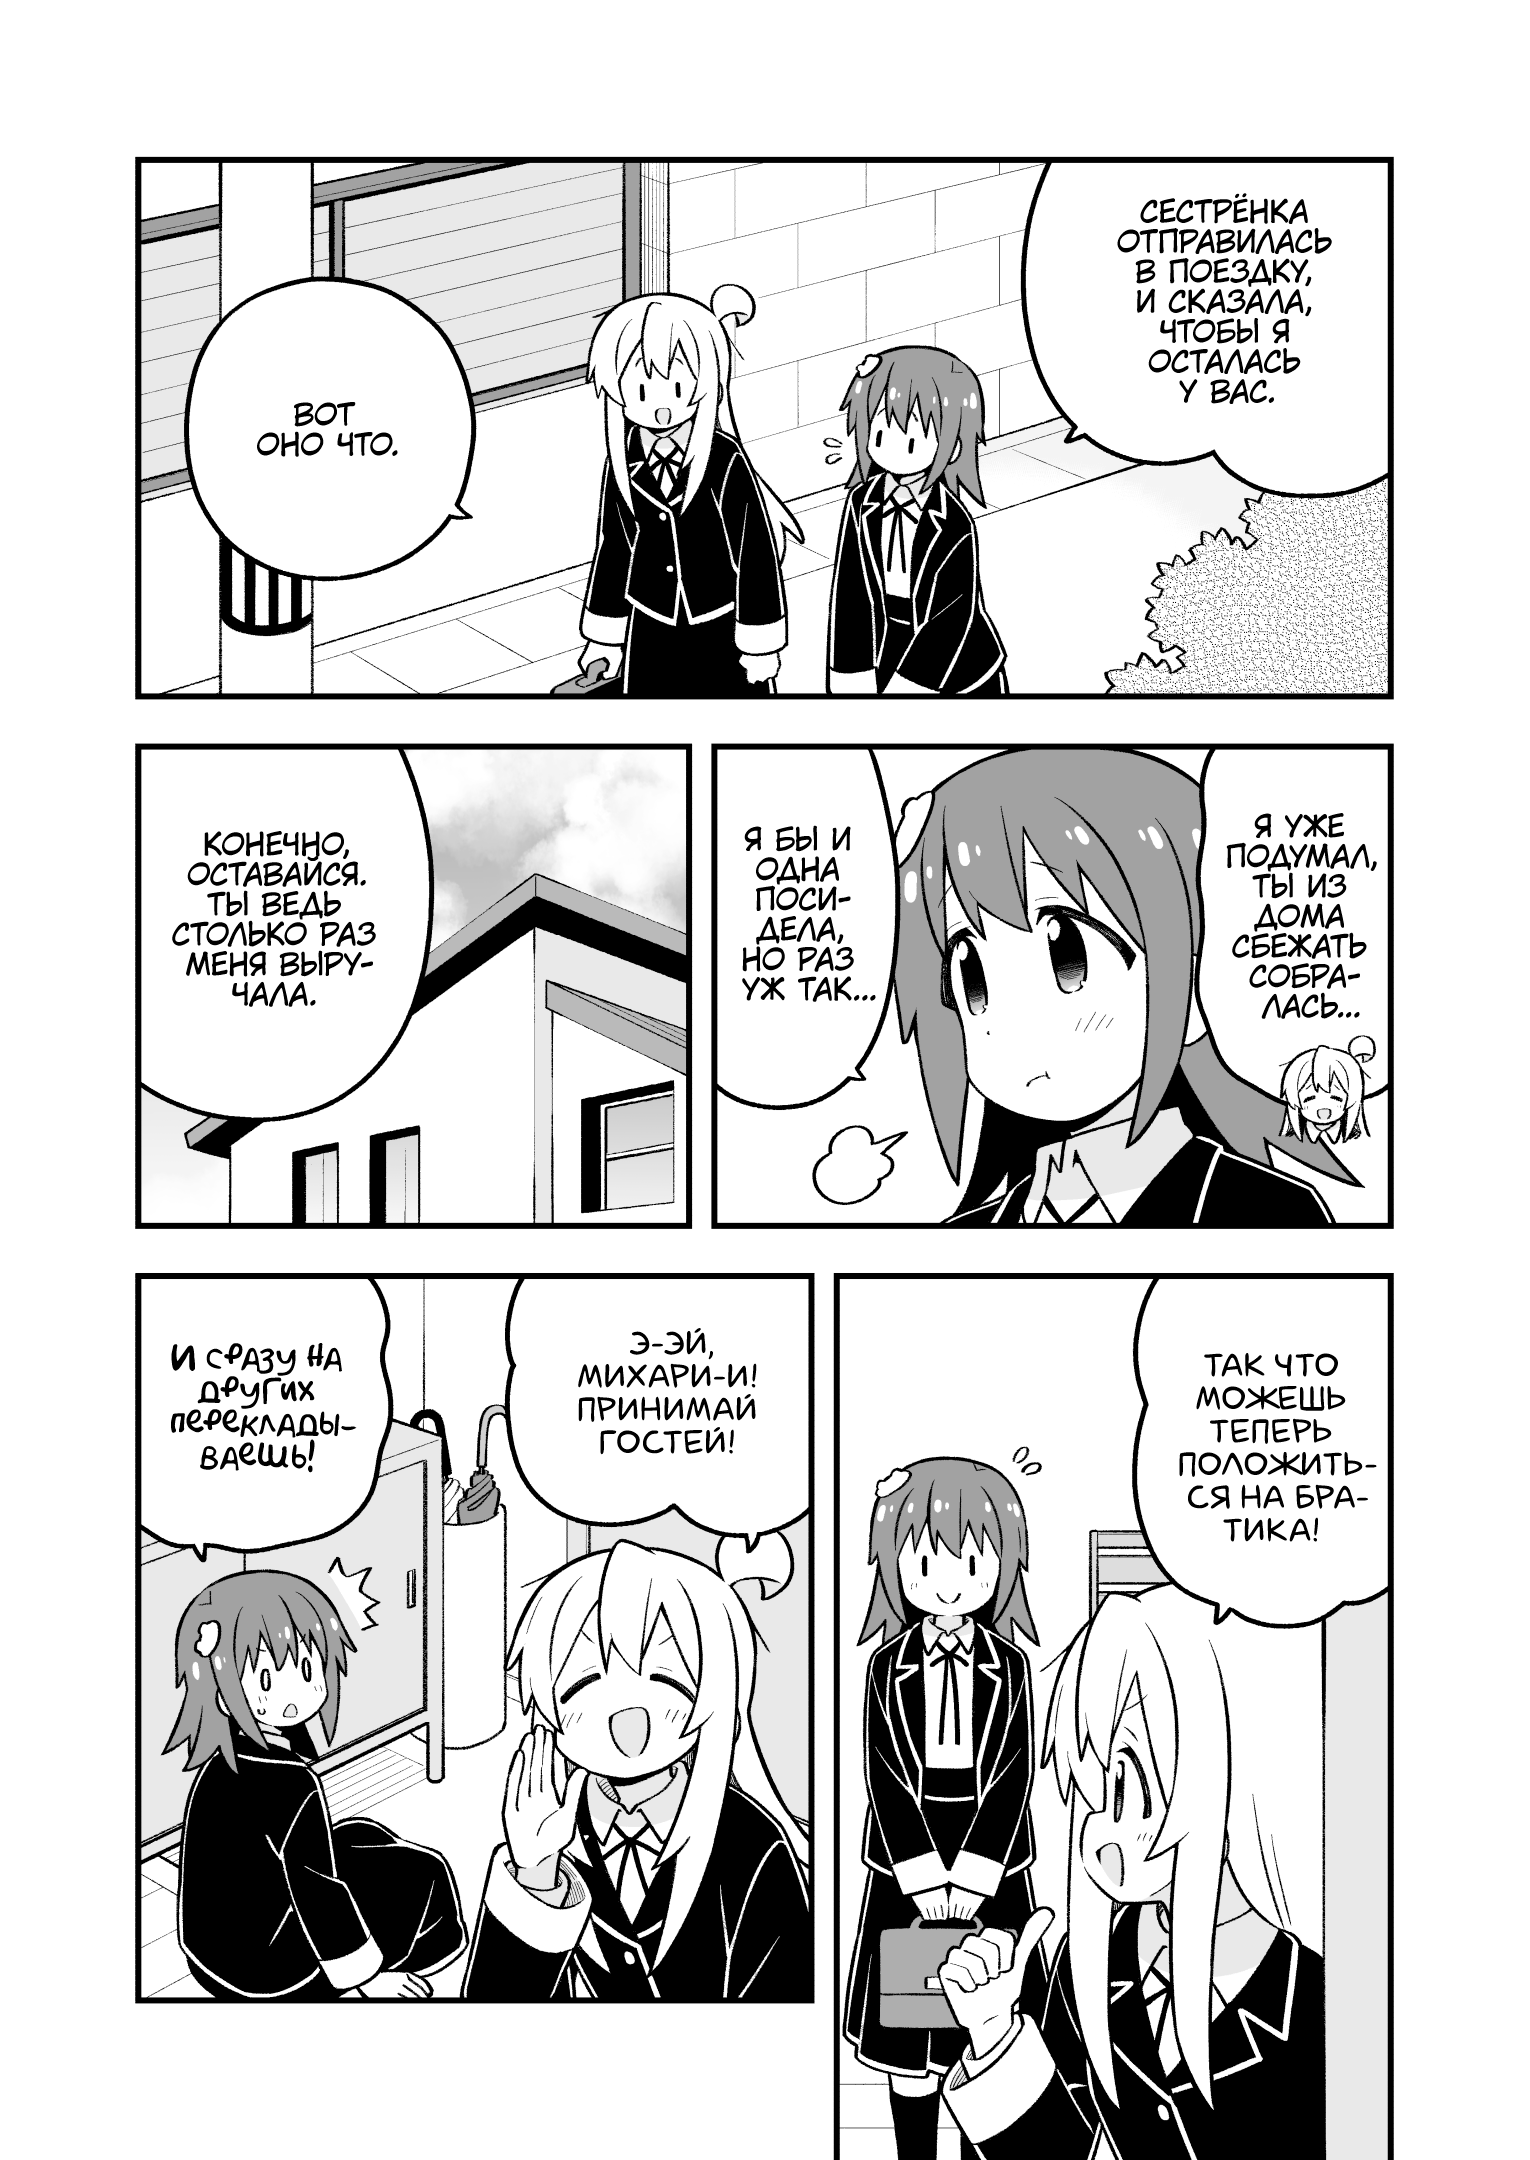 СЕСТРЁНКА
ОТПРАВИЛАСЬ
В ПОЕЗДКУ,
И СКАЗАЛА,
ЧТОБЫ Я
ОСТАЛАСЬ
У ВАС.
ВОТ
ОНО ЧТО.
Я УЖЕ
ПОДУМАЛ,
ТЫ ИЗ
ДОМА
СБЕЖАТЬ
СОБРА-
ЛАСЬ...
Я БЫ И
ОДНА
ПОСИ-
ДЕЛА,
НО РАЗ
УЖ ТАК...
КОНЕЧНО,
ОСТАВАЙСЯ.
ТЫ ВЕДЬ
СТОЛЬКО РАЗ
МЕНЯ ВЫРУ-
ЧАЛА.
ТАК ЧТО
МОЖЕШЬ
ТЕПЕРЬ
ПОЛОЖИТЬ-
СЯ НА БРА-
ТИКА!
Э-ЭЙ,
МИХАРИ-И!
ПРИНИМАЙ
ГОСТЕЙ!
И СРАЗУ НА
ДРУГИХ
ПЕРЕКЛАДЫ-
ВАЕШЬ!